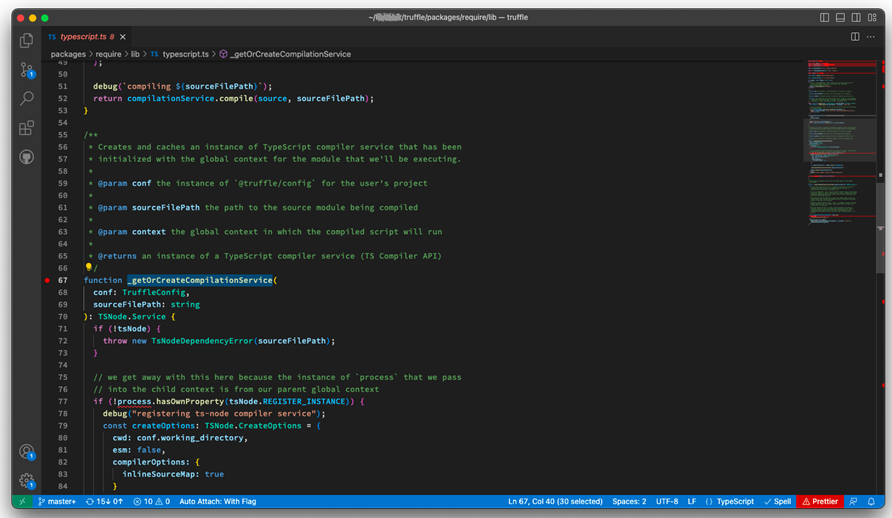 /truffle/packages/require/lib — truffle
TS typescript.ts 8
packages > require > lib > TS typescript.ts > _getOrCreateCompilationService
49 );
50
51 debug(`compiling ${sourceFilePath}`);
52 return compilationService.compile(source, sourceFilePath);
53 }
54
55 /**
56 * Creates and caches an instance of TypeScript compiler service that has been
57 * initialized with the global context for the module that we'll be executing.
58 *
59 * @param conf the instance of `@truffle/config` for the user's project
60 *
61 * @param sourceFilePath the path to the source module being compiled
62 *
63 * @param context the global context in which the compiled script will run
64 *
65 * @returns an instance of a TypeScript compiler service (TS Compiler API)
66 /
67 function _getOrCreateCompilationService(
68 conf: TruffleConfig,
69 sourceFilePath: string
70 ): TSNode.Service {
71 if (!tsNode) {
72 throw new TsNodeDependencyError(sourceFilePath);
73 }
74
75 // we get away with this here because the instance of `process` that we pass
76 // into the child context is from our parent global context
77 if (!process.hasOwnProperty(tsNode.REGISTER_INSTANCE)) {
78 debug("registering ts-node compiler service");
79 const createOptions: TSNode.CreateOptions = {
80 cwd: conf.working_directory,
81 esm: false,
82 compilerOptions: {
83 inlineSourceMap: true
84 }
1
1
1
master+ 15↓ 0↑ 10 0 Auto Attach: With Flag Ln 67, Col 40 (30 selected) Spaces: 2 UTF-8 LF {} TypeScript ✓ Spell Prettier